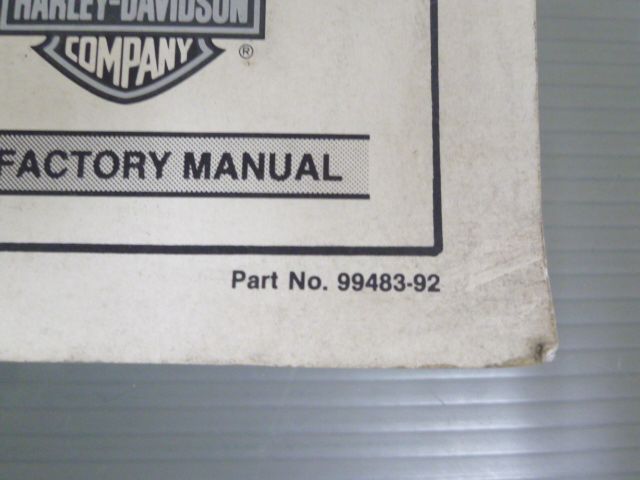 HARLEY-DAVIDSON
COMPANY ®
FACTORY MANUAL
Part No. 99483-92